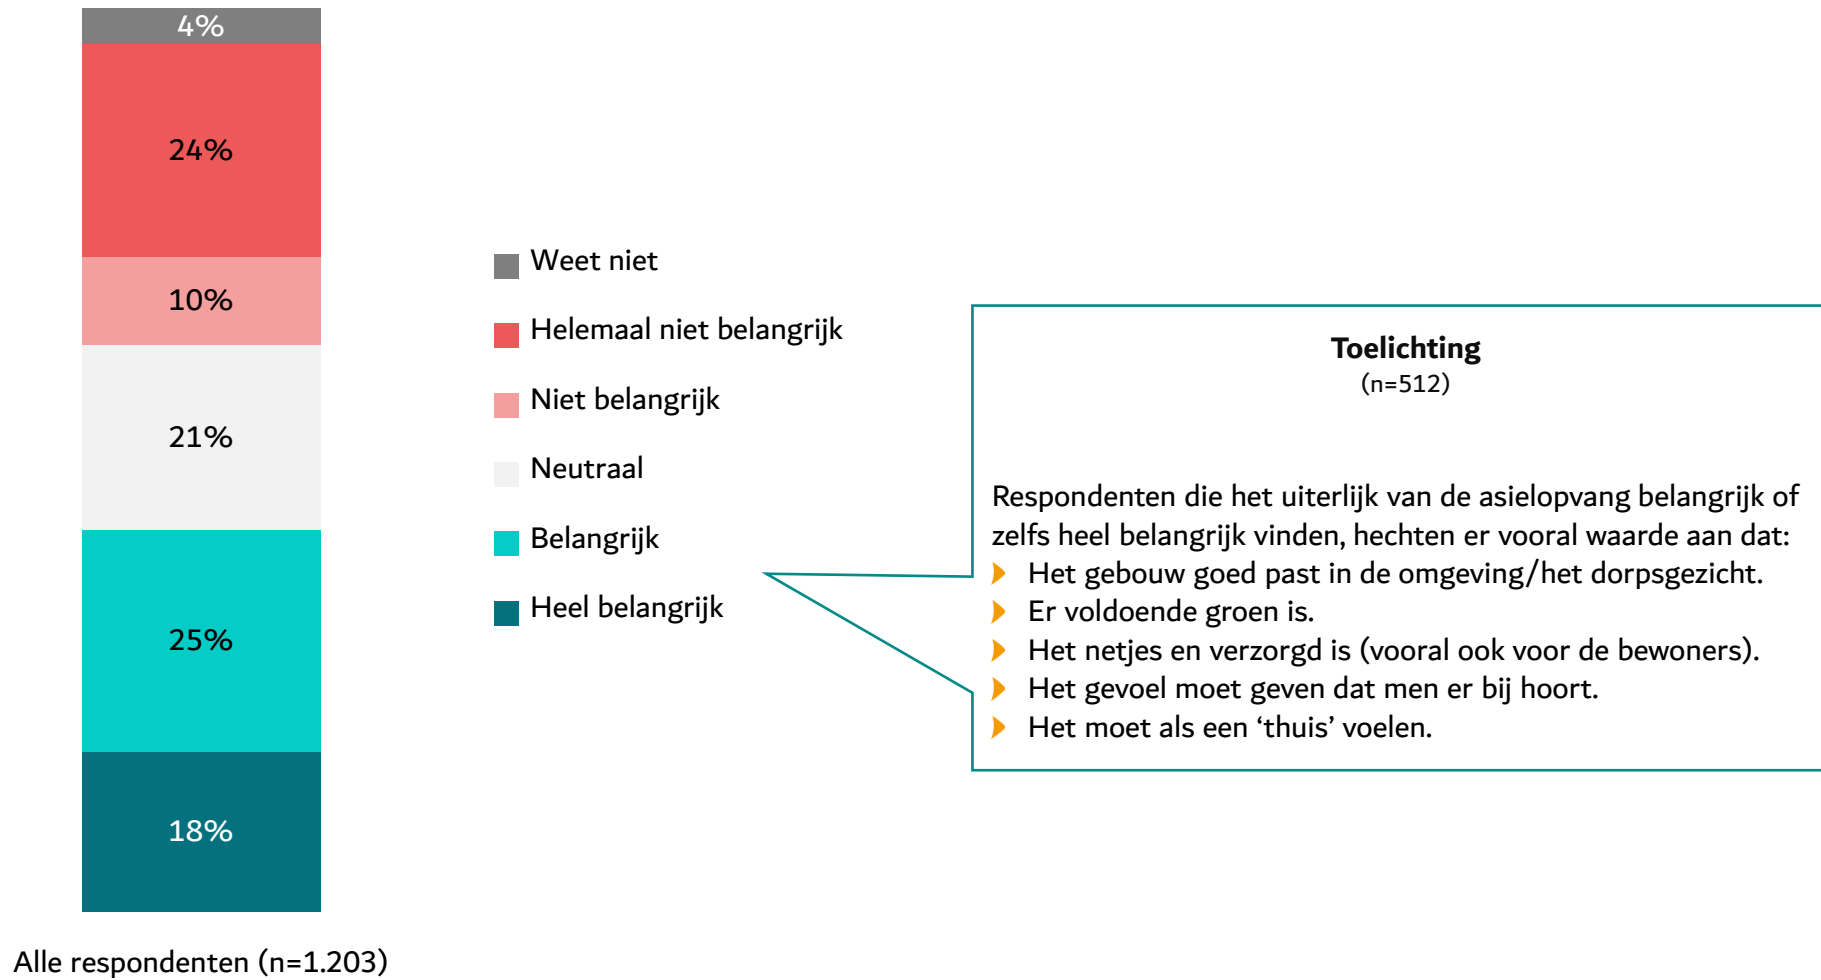 4%
24%
10%
21%
25%
18%
Alle respondenten (n=1.203)
Weet niet
Helemaal niet belangrijk
Niet belangrijk
Neutraal
Belangrijk
Heel belangrijk
Toelichting
(n=512)
Respondenten die het uiterlijk van de asielopvang belangrijk of
zelfs heel belangrijk vinden, hechten er vooral waarde aan dat:
Het gebouw goed past in de omgeving/het dorpsgezicht.
Er voldoende groen is.
Het netjes en verzorgd is (vooral ook voor de bewoners).
Het gevoel moet geven dat men er bij hoort.
Het moet als een ‘thuis’ voelen.